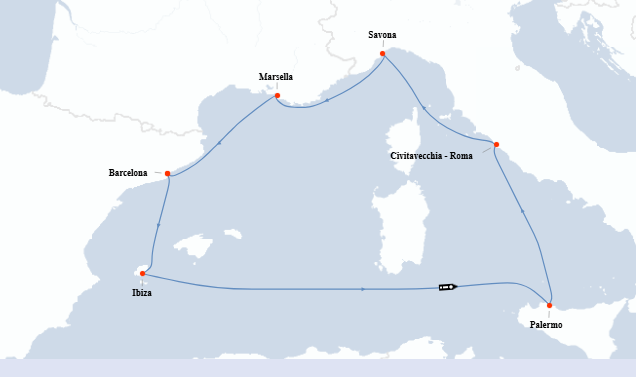 Savona
Marsella
Civitavecchia - Roma
Barcelona
Ibiza
Palermo